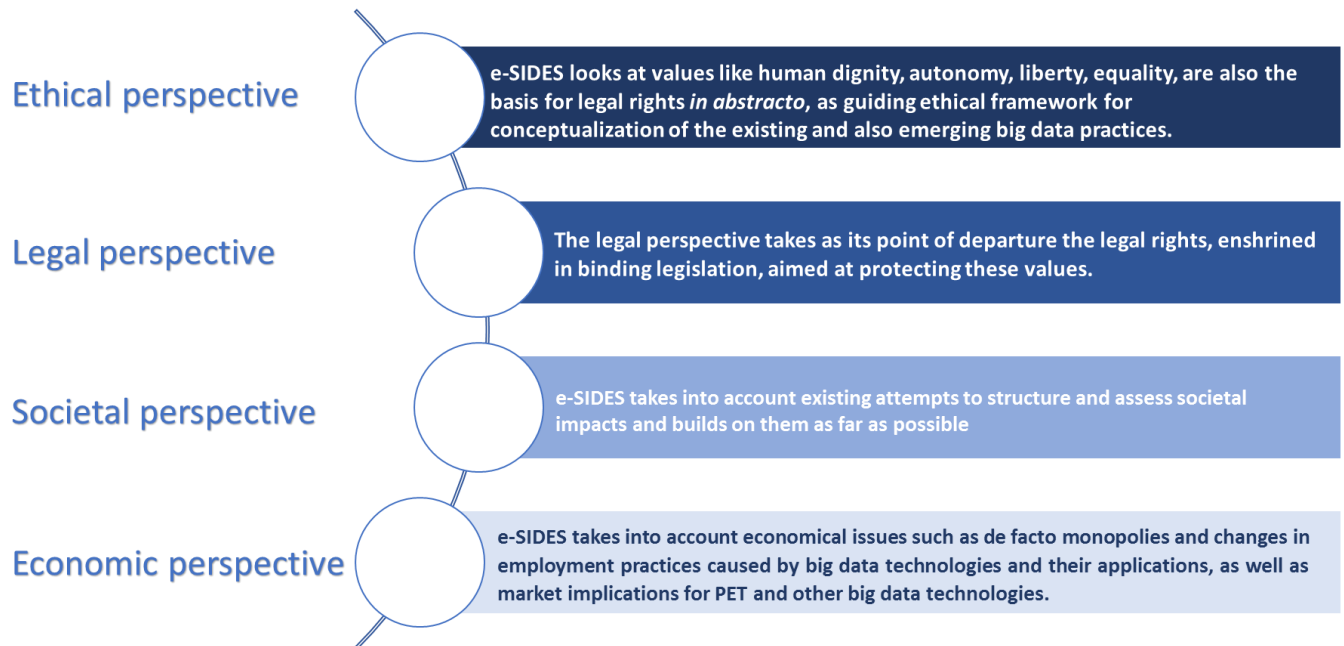 Ethical perspective
e-SIDES looks at values like human dignity, autonomy, liberty, equality, are also the
basis for legal rights in abstracto, as guiding ethical framework for
conceptualization of the existing and also emerging big data practices.
Legal perspective
The legal perspective takes as its point of departure the legal rights, enshrined
in binding legislation, aimed at protecting these values.
Societal perspective
e-SIDES takes into account existing attempts to structure and assess societal
impacts and builds on them as far as possible
Economic perspective
e-SIDES takes into account economical issues such as de facto monopolies and changes in
employment practices caused by big data technologies and their applications, as well as
market implications for PET and other big data technologies.